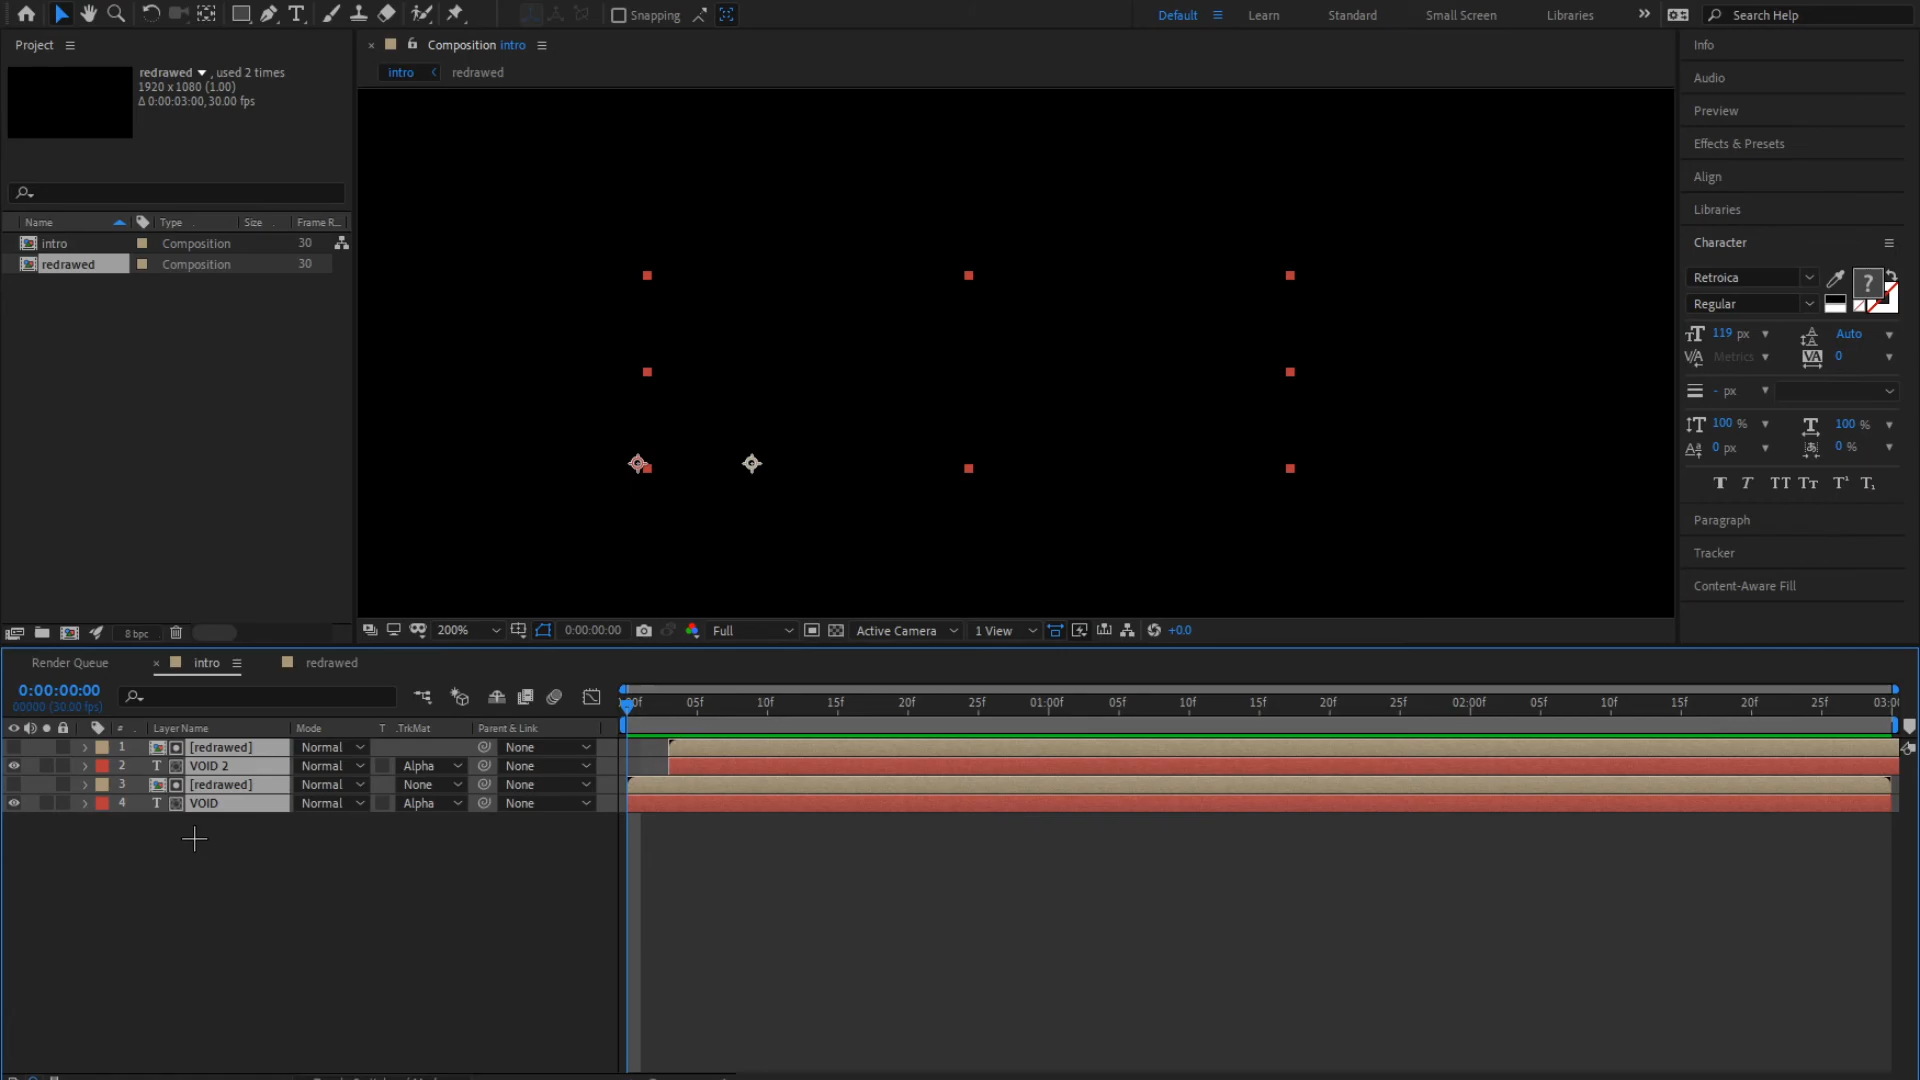 Snapping
Default
Learn
Standard
Small Screen
Libraries
Search Help
Project
redrawed , used 2 times
1920 x 1080 (1.00)
Δ 0:00:03:00, 30.00 fps
Composition intro
intro
redrawed
Name
Type
Size
Frame R...
intro
Composition
30
redrawed
Composition
30
8 bpc
200%
0:00:00:00
Full
Active Camera
1 View
+0.0
Info
Audio
Preview
Effects & Presets
Align
Libraries
Character
Retroica
Regular
119 px
Auto
Metrics
0
- px
100 %
100 %
0 px
0 %
Paragraph
Tracker
Content-Aware Fill
Render Queue
intro
redrawed
0:00:00:00
00000 (30.00 fps)
05f
10f
15f
20f
25f
01:00f
05f
10f
15f
20f
25f
02:00f
05f
10f
15f
20f
25f
#
Layer Name
Mode
T
.TrkMat
Parent & Link
1
[redrawed]
Normal
None
2
T
VOID 2
Normal
Alpha
None
3
[redrawed]
Normal
None
None
4
T
VOID
Normal
Alpha
None